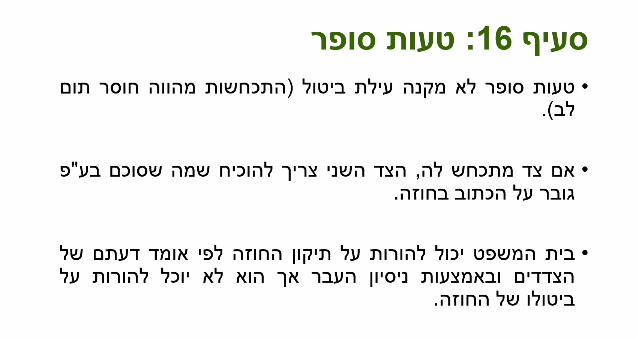 סעיף 16: טעות סופר
• טעות סופר לא מקנה עילת ביטול (התכחשות מהווה חוסר תום
לב).
• אם צד מתכחש לה, הצד השני צריך להוכיח שמה שסוכם בע"פ
גובר על הכתוב בחוזה.
• בית המשפט יכול להורות על תיקון החוזה לפי אומד דעתם של
הצדדים ובאמצעות ניסיון העבר אך הוא לא יוכל להורות על
ביטולו של החוזה.